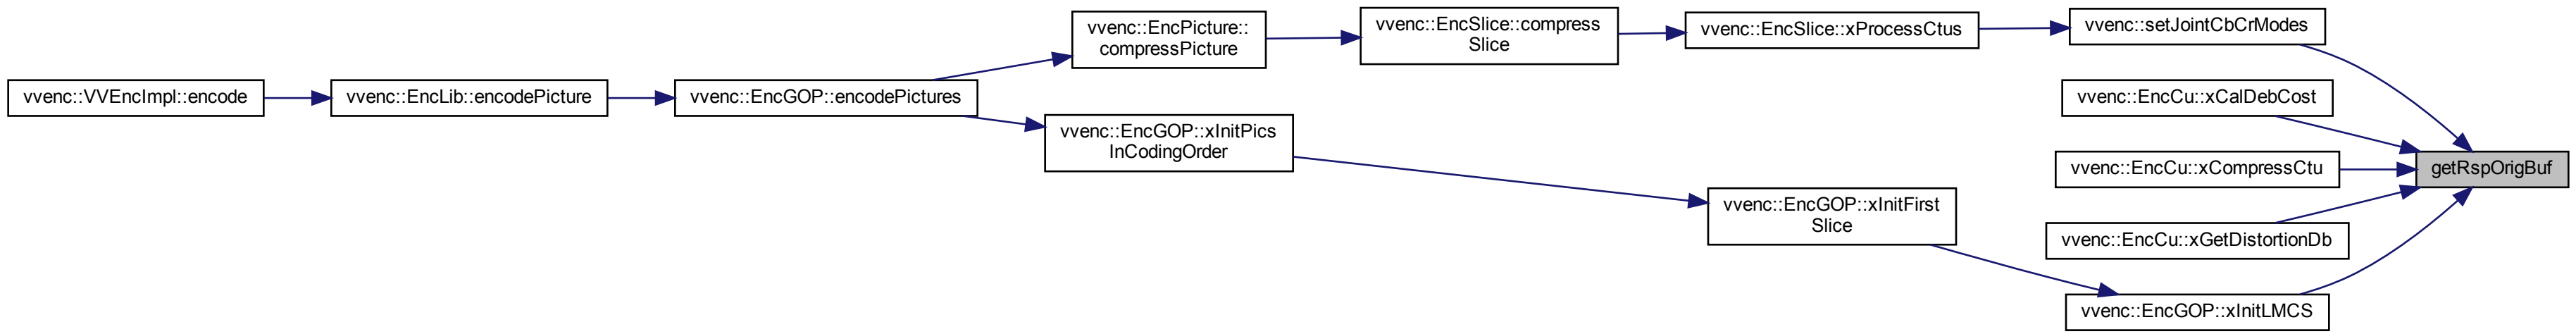 vvenc::VVEncImpl::encode
vvenc::EncLib::encodePicture
vvenc::EncGOP::encodePictures
vvenc::EncPicture::
compressPicture
vvenc::EncSlice::compress
Slice
vvenc::EncSlice::xProcessCtus
vvenc::setJointCbCrModes
vvenc::EncCu::xCalDebCost
vvenc::EncGOP::xInitPics
InCodingOrder
vvenc::EncCu::xCompressCtu
getRspOrigBuf
vvenc::EncGOP::xInitFirst
Slice
vvenc::EncCu::xGetDistortionDb
vvenc::EncGOP::xInitLMCS